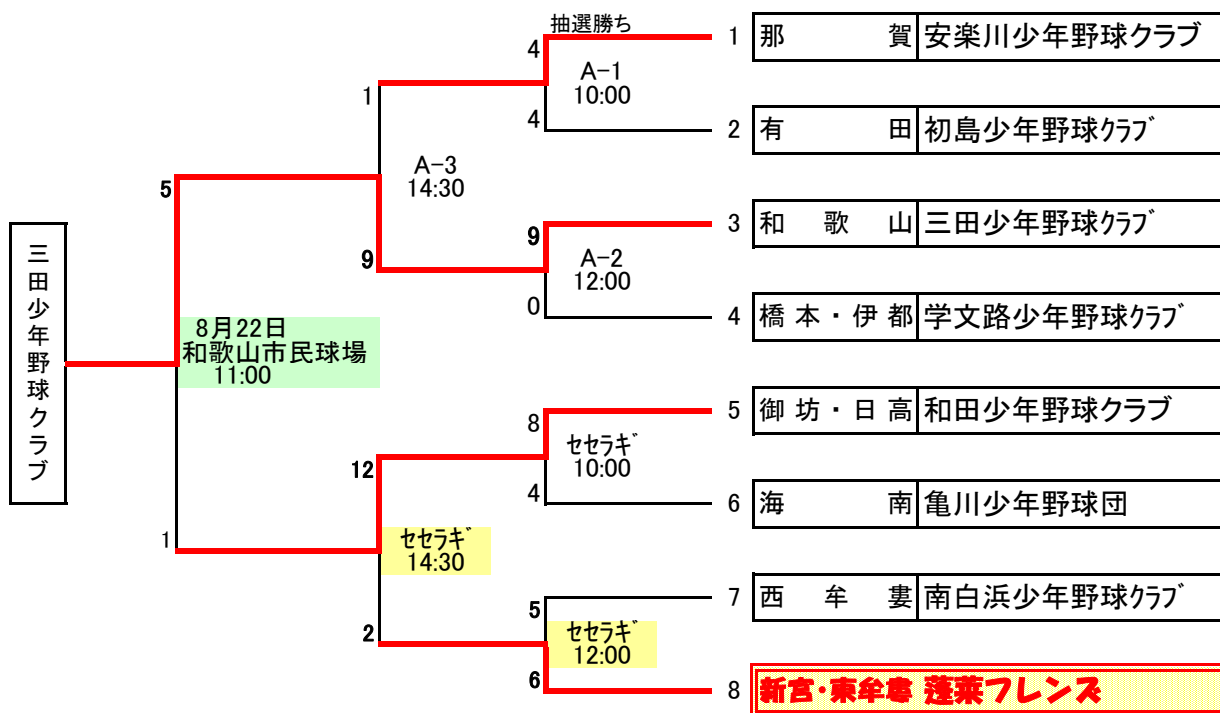 抽選勝ち
4
1 那賀 安楽川少年野球クラブ
A-1
10:00
1
4
2 有田 初島少年野球ｸﾗﾌﾞ
A-3
14:30
5
9
3 和歌山 三田少年野球ｸﾗﾌﾞ
9
A-2
12:00
0
4 橋本・伊都 学文路少年野球ｸﾗﾌﾞ
三田少年野球クラブ
8月22日
和歌山市民球場
11:00
8
5 御坊・日高 和田少年野球クラブ
ｾｾﾗｷﾞ
10:00
12
4
6 海南 亀川少年野球団
1
ｾｾﾗｷﾞ
14:30
5
7 西牟婁 南白浜少年野球ｸﾗﾌﾞ
2
ｾｾﾗｷﾞ
12:00
6
8 新宮・東牟婁 蓬莱フレンズ